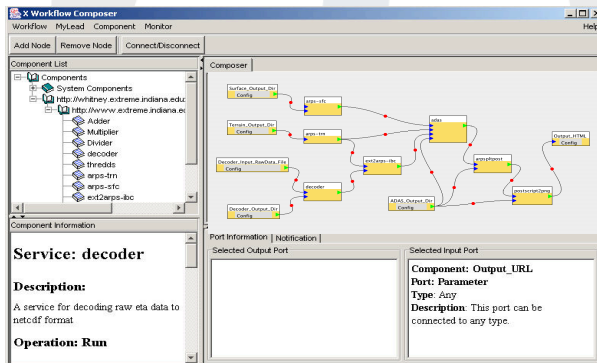 X Workflow Composer
Workflow MyLead Component Monitor Help
Add Node Remove Node Connect/Disconnect
Component List
Components
System Components
http://whitney.extreme.indiana.edu:
http://www.extreme.indiana.ed
Adder
Multiplier
Divider
decoder
thredds
arps-trn
arps-sfc
ext2arps-ibc
Component Information
Service: decoder
Description:
A service for decoding raw eta data to
netcdf format
Operation: Run
Composer
Surface_Output_Dir
Config
arps-sfc
Terrain_Output_Dir
Config
arps-trn
adas
Output_HTML
Config
Decoder_Input_RawData_File
Config
ext2arps-ibc
arpspltpost
decoder
postscript2png
Decoder_Output_Dir
Config
ADAS_Output_Dir
Config
Port Information Notification
Selected Output Port
Selected Input Port
Component: Output_URL
Port: Parameter
Type: Any
Description: This port can be
connected to any type.